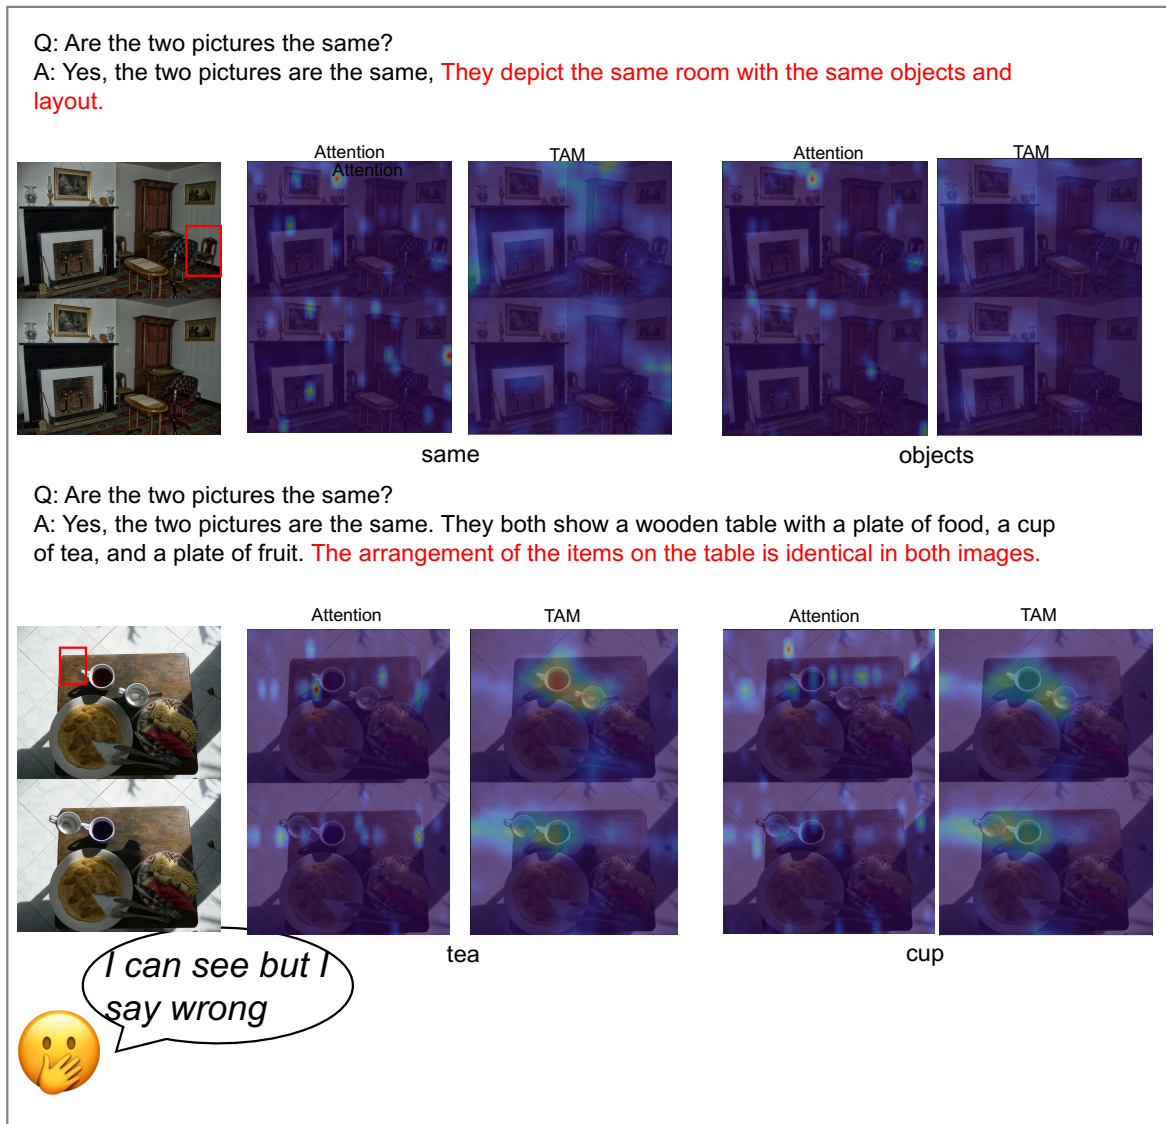 Q: Are the two pictures the same?
A: Yes, the two pictures are the same, They depict the same room with the same objects and
layout.
Attention
Attention
TAM
Attention
TAM
same
objects
Q: Are the two pictures the same?
A: Yes, the two pictures are the same. They both show a wooden table with a plate of food, a cup
of tea, and a plate of fruit. The arrangement of the items on the table is identical in both images.
Attention
TAM
Attention
TAM
tea
cup
I can see but I
say wrong